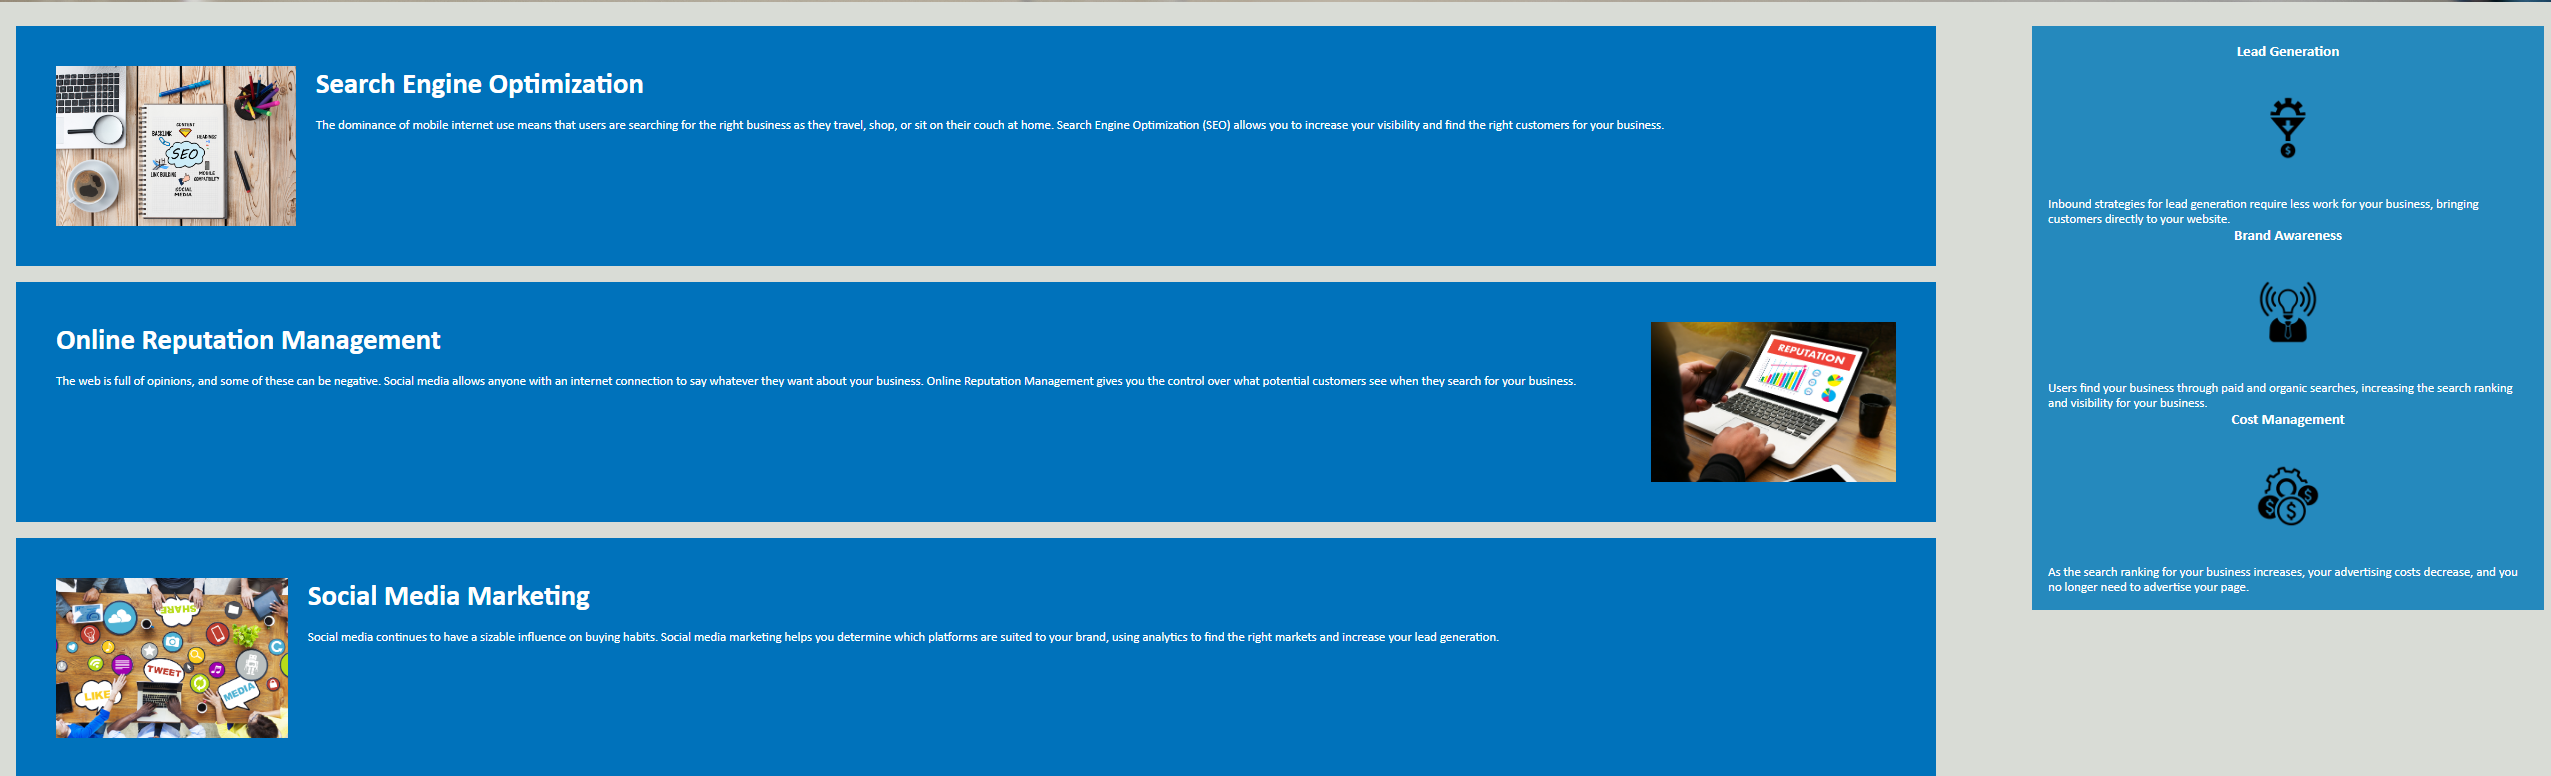 Search Engine Optimization
The dominance of mobile internet use means that users are searching for the right business as they travel, shop, or sit on their couch at home. Search Engine Optimization (SEO) allows you to increase your visibility and find the right customers for your business.
CONTENT
BACKLINK
HEADINGS
SEO
LINK BUILDING
MOBILE
COMPATIBILITY
SOCIAL
MEDIA
Online Reputation Management
The web is full of opinions, and some of these can be negative. Social media allows anyone with an internet connection to say whatever they want about your business. Online Reputation Management gives you the control over what potential customers see when they search for your business.
REPUTATION
Social Media Marketing
Social media continues to have a sizable influence on buying habits. Social media marketing helps you determine which platforms are suited to your brand, using analytics to find the right markets and increase your lead generation.
SHARE
TWEET
LIKE
MEDIA
Lead Generation
$
Inbound strategies for lead generation require less work for your business, bringing
customers directly to your website.
Brand Awareness
Users find your business through paid and organic searches, increasing the search ranking
and visibility for your business.
Cost Management
$ $ $
As the search ranking for your business increases, your advertising costs decrease, and you
no longer need to advertise your page.